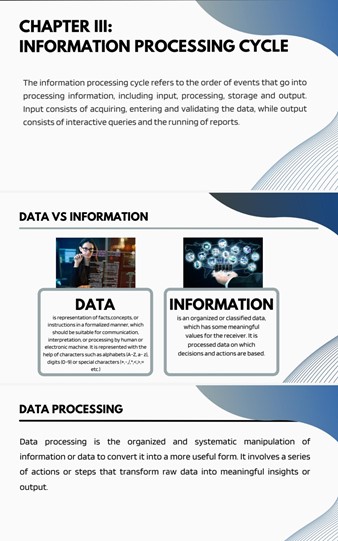 CHAPTER III:
INFORMATION PROCESSING CYCLE
The information processing cycle refers to the order of events that go into
processing information, including input, processing, storage and output.
Input consists of acquiring, entering and validating the data, while output
consists of interactive queries and the running of reports.
DATA VS INFORMATION
DATA
is representation of facts,concepts, or
instructions in a formalized manner, which
should be suitable for communication,
interpretation, or processing by human or
electronic machine. It is represented with the
help of characters such as alphabets (A-Z, a- z),
digits (0-9) or special characters (+,-,/,*,<,>,=
etc.)
INFORMATION
is an organized or classified data,
which has some meaningful
values for the receiver. It is
processed data on which
decisions and actions are based.
DATA PROCESSING
Data processing is the organized and systematic manipulation of
information or data to convert it into a more useful form. It involves a series
of actions or steps that transform raw data into meaningful insights or
output.